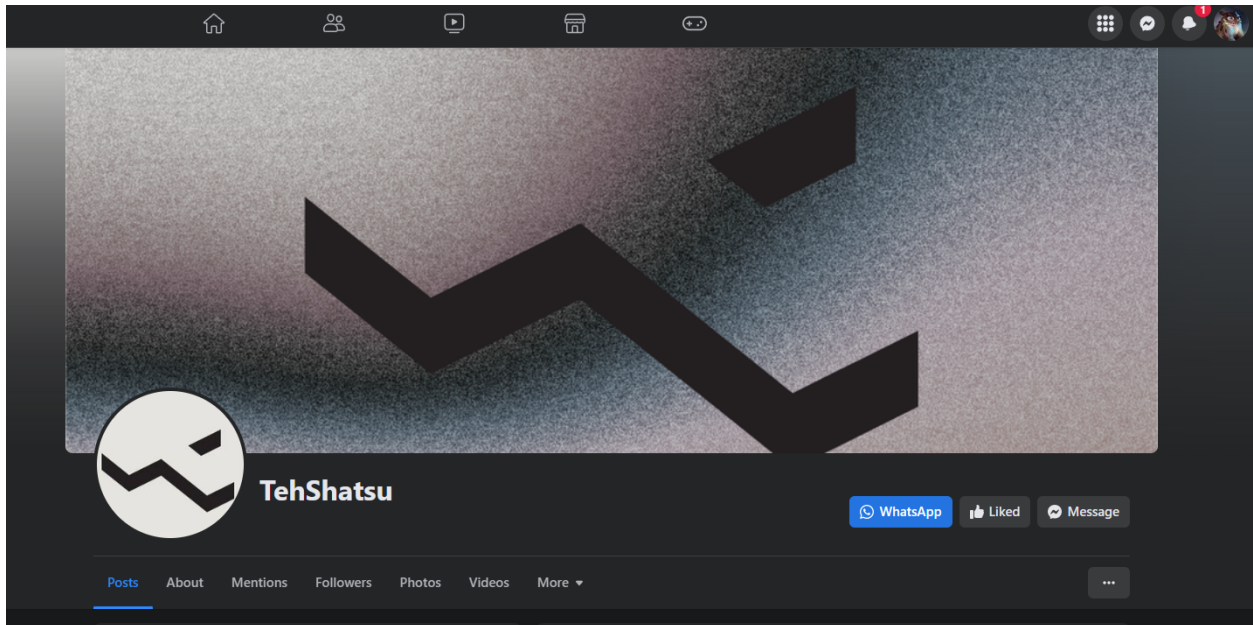 1
TehShatsu
WhatsApp
Liked
Message
Posts About Mentions Followers Photos Videos More